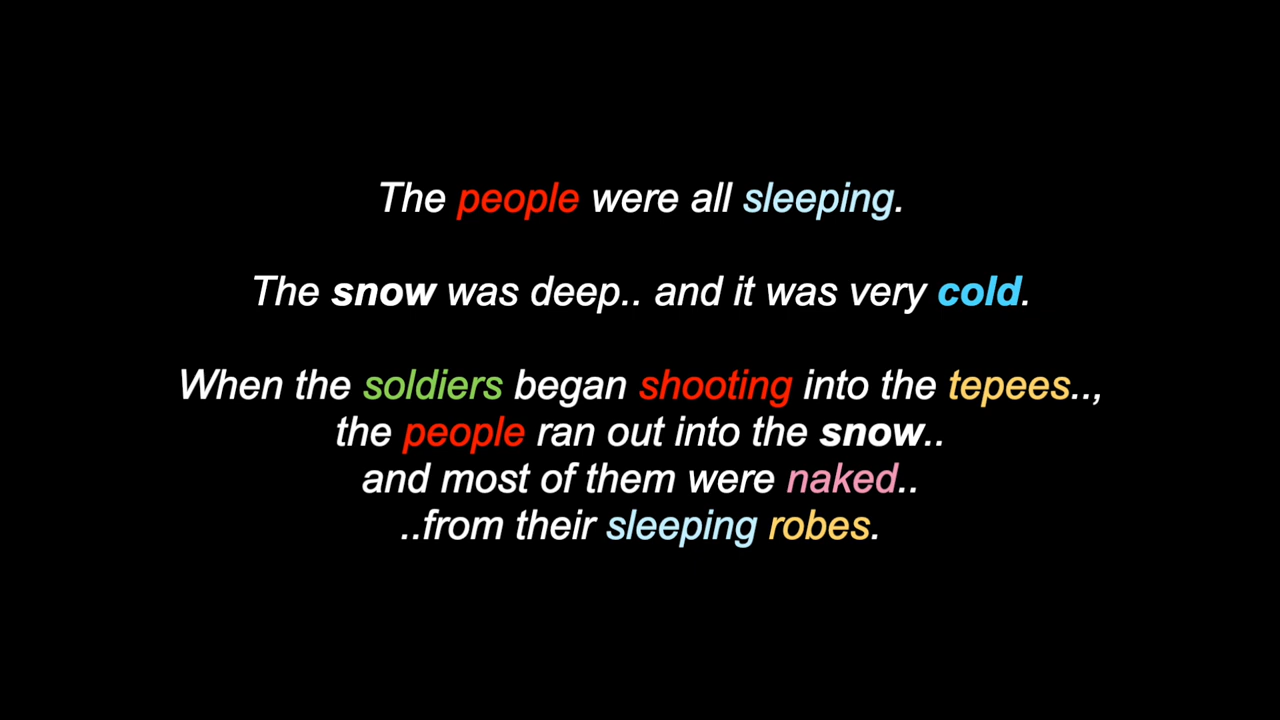 The people were all sleeping.
The snow was deep.. and it was very cold.
When the soldiers began shooting into the tepees..,
the people ran out into the snow..
and most of them were naked..
..from their sleeping robes.